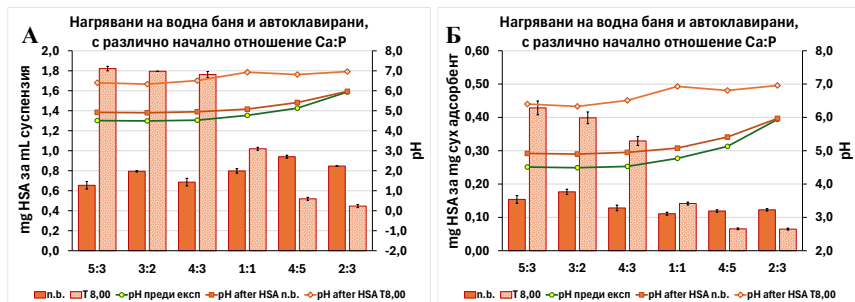 А
Нагрявани на водна баня и автоклавирани,
с различно начално отношение Ca:P
mg HSA за mL суспензия
2,0
1,8
1,6
1,4
1,2
1,0
0,8
0,6
0,4
0,2
0,0
8,0
7,0
6,0
5,0
4,0
3,0
2,0
1,0
0,0
-1,0
-2,0
pH
5:3 3:2 4:3 1:1 4:5 2:3
n.b. T 8,00 pH преди експ pH after HSA n.b. pH after HSA T8,00
Б
Нагрявани на водна баня и автоклавирани,
с различно начално отношение Ca:P
mg HSA за mg сух адсорбент
0,60
0,50
0,40
0,30
0,20
0,10
0,00
8,0
7,0
6,0
5,0
4,0
3,0
2,0
pH
5:3 3:2 4:3 1:1 4:5 2:3
n.b. T 8,00 pH преди експ pH after HSA n.b. pH after HSA T8,00